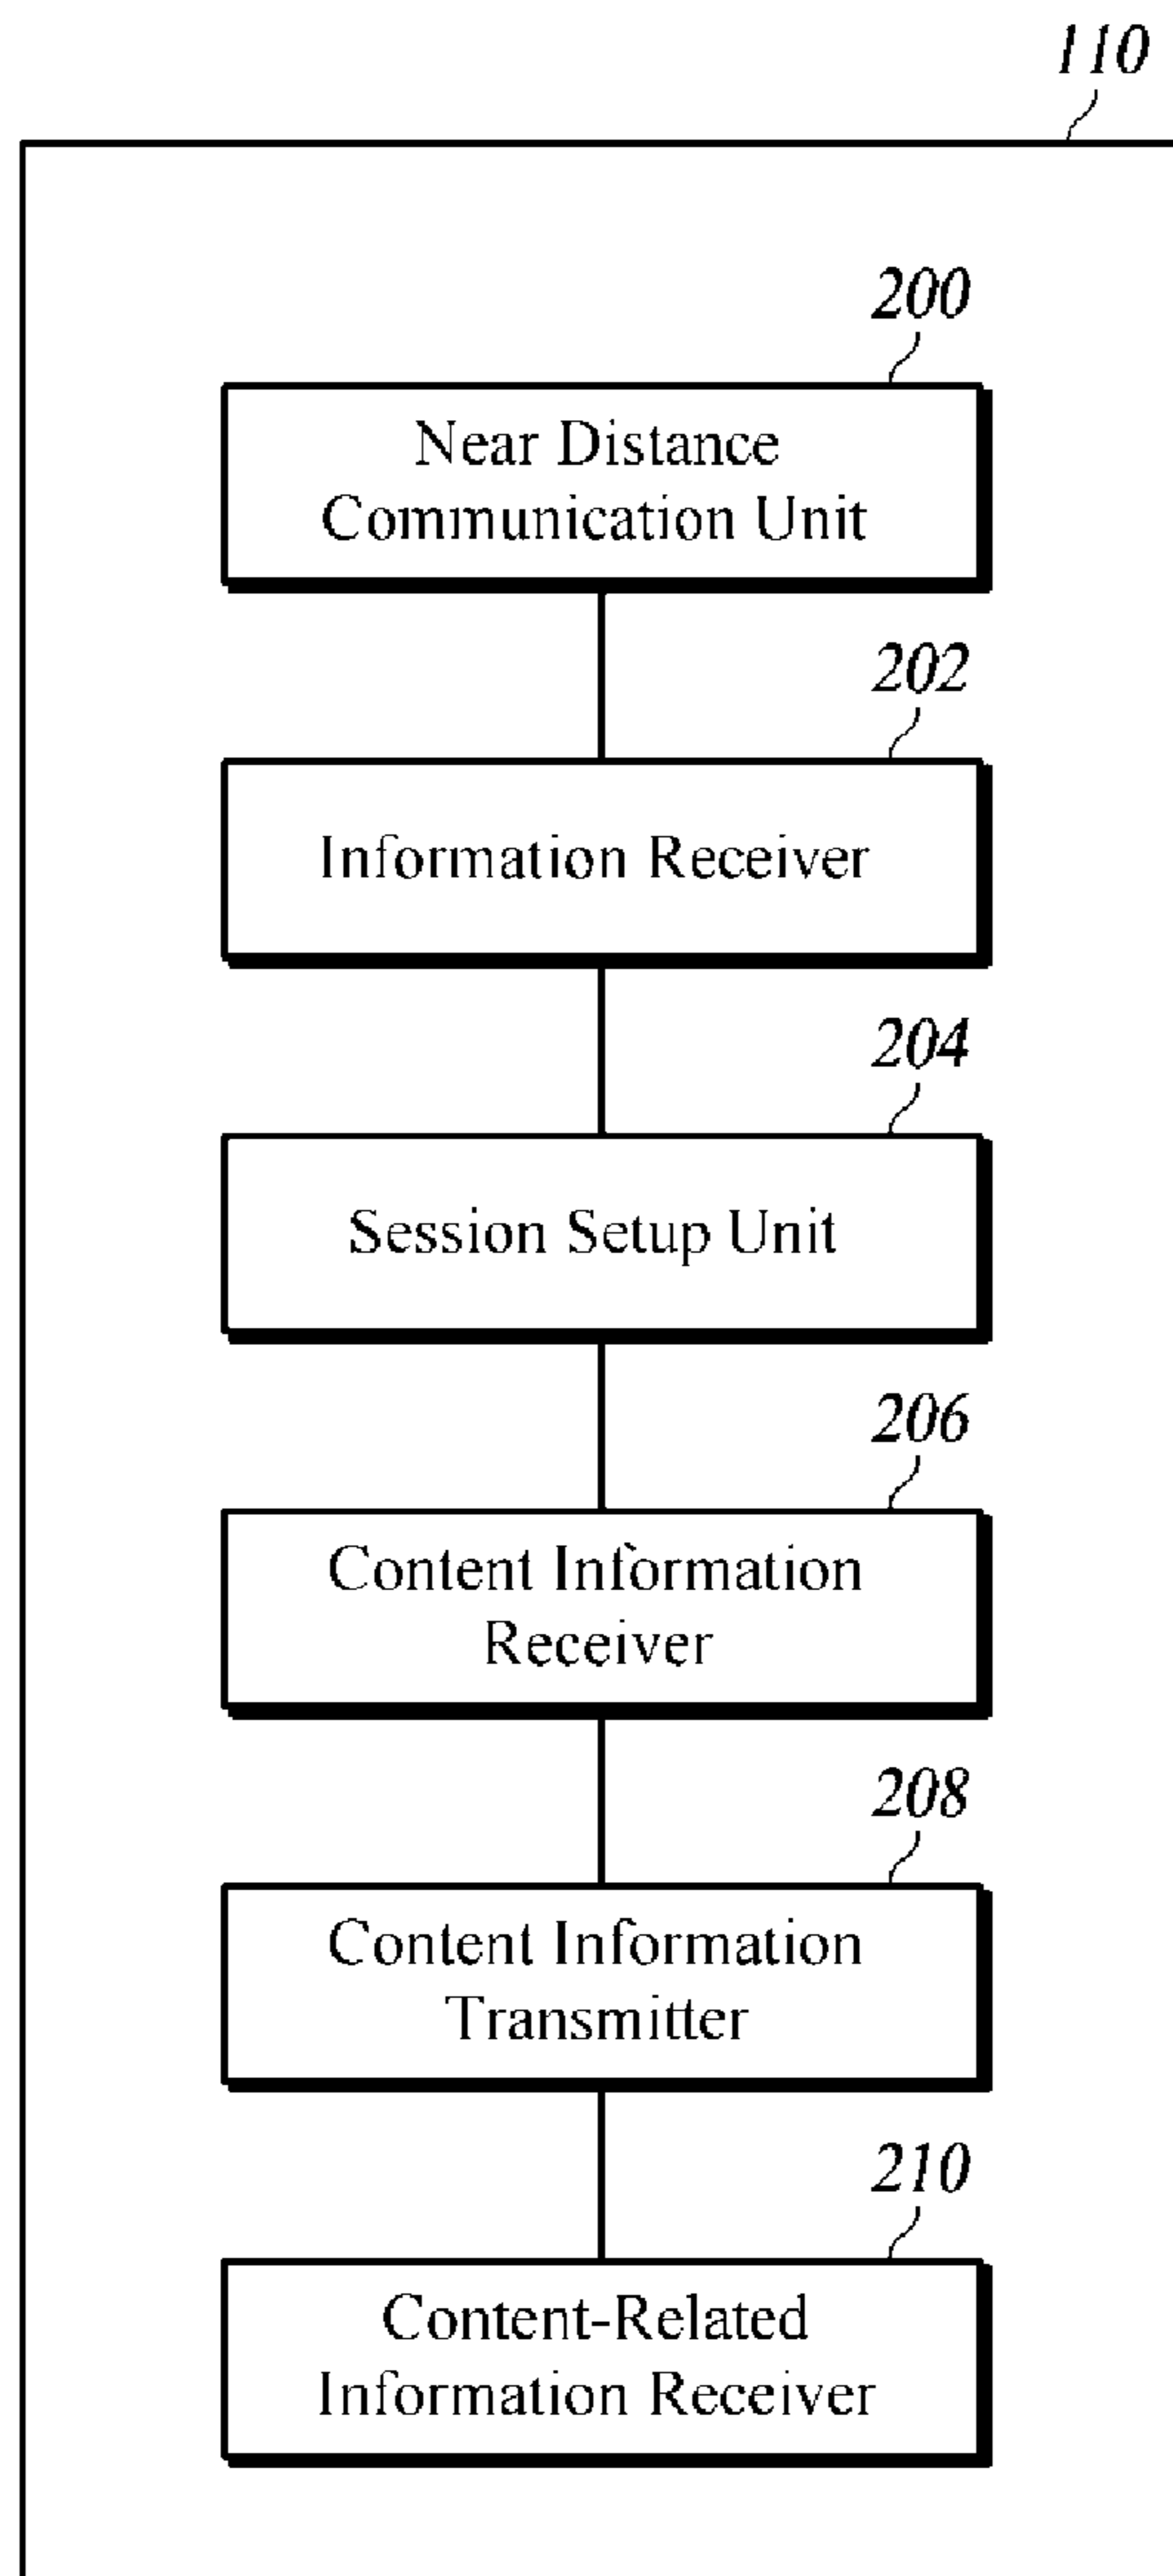 110
200
Near Distance
Communication Unit
202
Information Receiver
204
Session Setup Unit
206
Content Information
Receiver
208
Content Information
Transmitter
210
Content-Related
Information Receiver